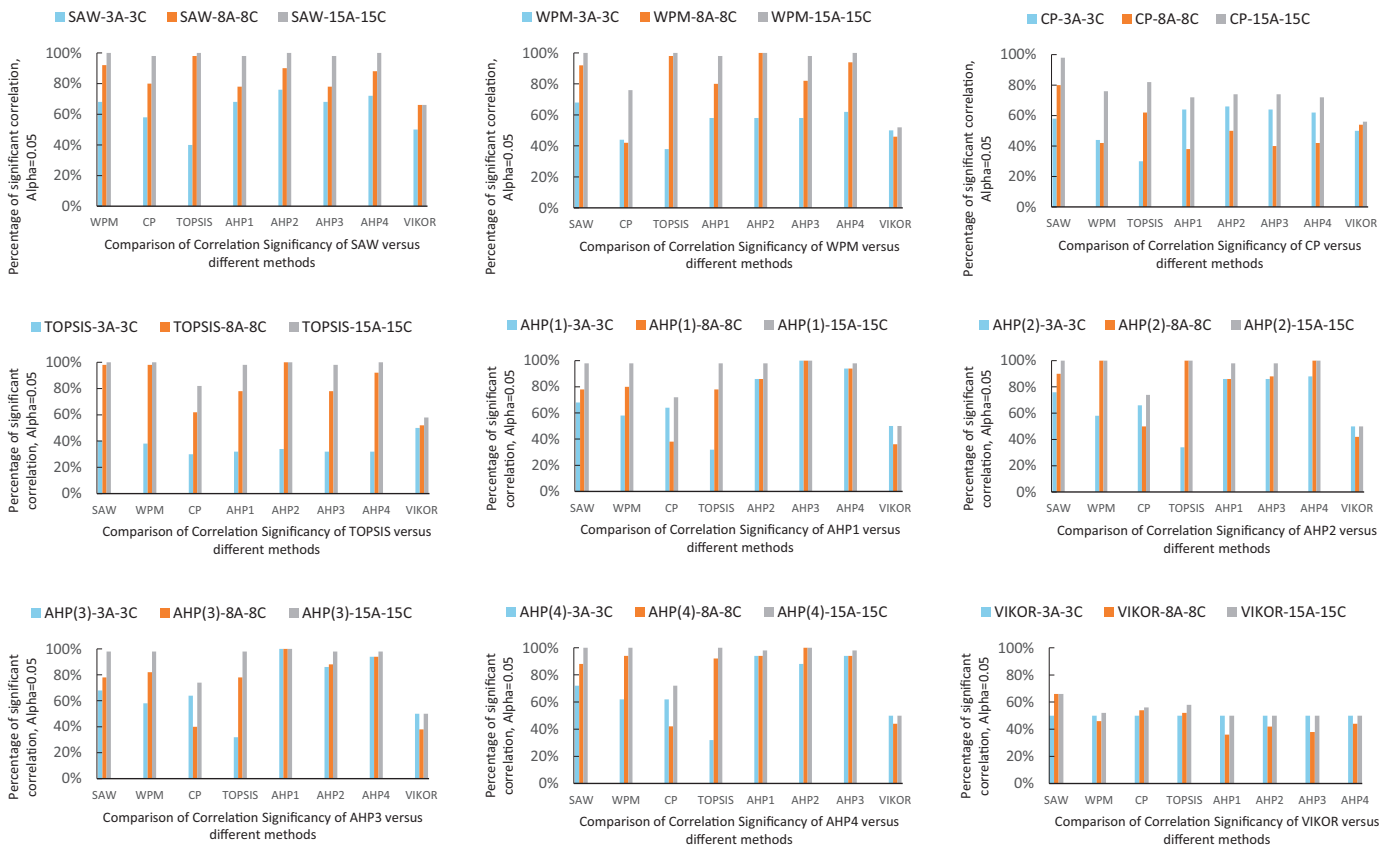 SAW-3A-3C SAW-8A-8C SAW-15A-15C
Percentage of significant correlation,
Alpha=0.05
100%
80%
60%
40%
20%
0%
WPM CP TOPSIS AHP1 AHP2 AHP3 AHP4 VIKOR
Comparison of Correlation Significancy of SAW versus
different methods
WPM-3A-3C WPM-8A-8C WPM-15A-15C
Percentage of significant correlation,
Alpha=0.05
100%
80%
60%
40%
20%
0%
SAW CP TOPSIS AHP1 AHP2 AHP3 AHP4 VIKOR
Comparison of Correlation Significancy of WPM versus
different methods
CP-3A-3C CP-8A-8C CP-15A-15C
Percentage of significant correlation,
Alpha=0.05
100%
80%
60%
40%
20%
0%
SAW WPM TOPSIS AHP1 AHP2 AHP3 AHP4 VIKOR
Comparison of Correlation Significancy of CP versus
different methods
TOPSIS-3A-3C TOPSIS-8A-8C TOPSIS-15A-15C
Percentage of significant
correlation, Alpha=0.05
100%
80%
60%
40%
20%
0%
SAW WPM CP AHP1 AHP2 AHP3 AHP4 VIKOR
Comparison of Correlation Significancy of TOPSIS versus
different methods
AHP(1)-3A-3C AHP(1)-8A-8C AHP(1)-15A-15C
Percentage of significant
correlation, Alpha=0.05
100%
80%
60%
40%
20%
0%
SAW WPM CP TOPSIS AHP2 AHP3 AHP4 VIKOR
Comparison of Correlation Significancy of AHP1 versus
different methods
AHP(2)-3A-3C AHP(2)-8A-8C AHP(2)-15A-15C
Percentage of significant
correlation, Alpha=0.05
100%
80%
60%
40%
20%
0%
SAW WPM CP TOPSIS AHP1 AHP3 AHP4 VIKOR
Comparison of Correlation Significancy of AHP2 versus
different methods
AHP(3)-3A-3C AHP(3)-8A-8C AHP(3)-15A-15C
Percentage of significant
correlation, Alpha=0.05
100%
80%
60%
40%
20%
0%
SAW WPM CP TOPSIS AHP1 AHP2 AHP4 VIKOR
Comparison of Correlation Significancy of AHP3 versus
different methods
AHP(4)-3A-3C AHP(4)-8A-8C AHP(4)-15A-15C
Percentage of significant
correlation, Alpha=0.05
100%
80%
60%
40%
20%
0%
SAW WPM CP TOPSIS AHP1 AHP2 AHP3 VIKOR
Comparison of Correlation Significancy of AHP4 versus
different methods
VIKOR-3A-3C VIKOR-8A-8C VIKOR-15A-15C
Percentage of significant
correlation, Alpha=0.05
100%
80%
60%
40%
20%
0%
SAW WPM CP TOPSIS AHP1 AHP2 AHP3 AHP4
Comparison of Correlation Significancy of VIKOR versus
different methods